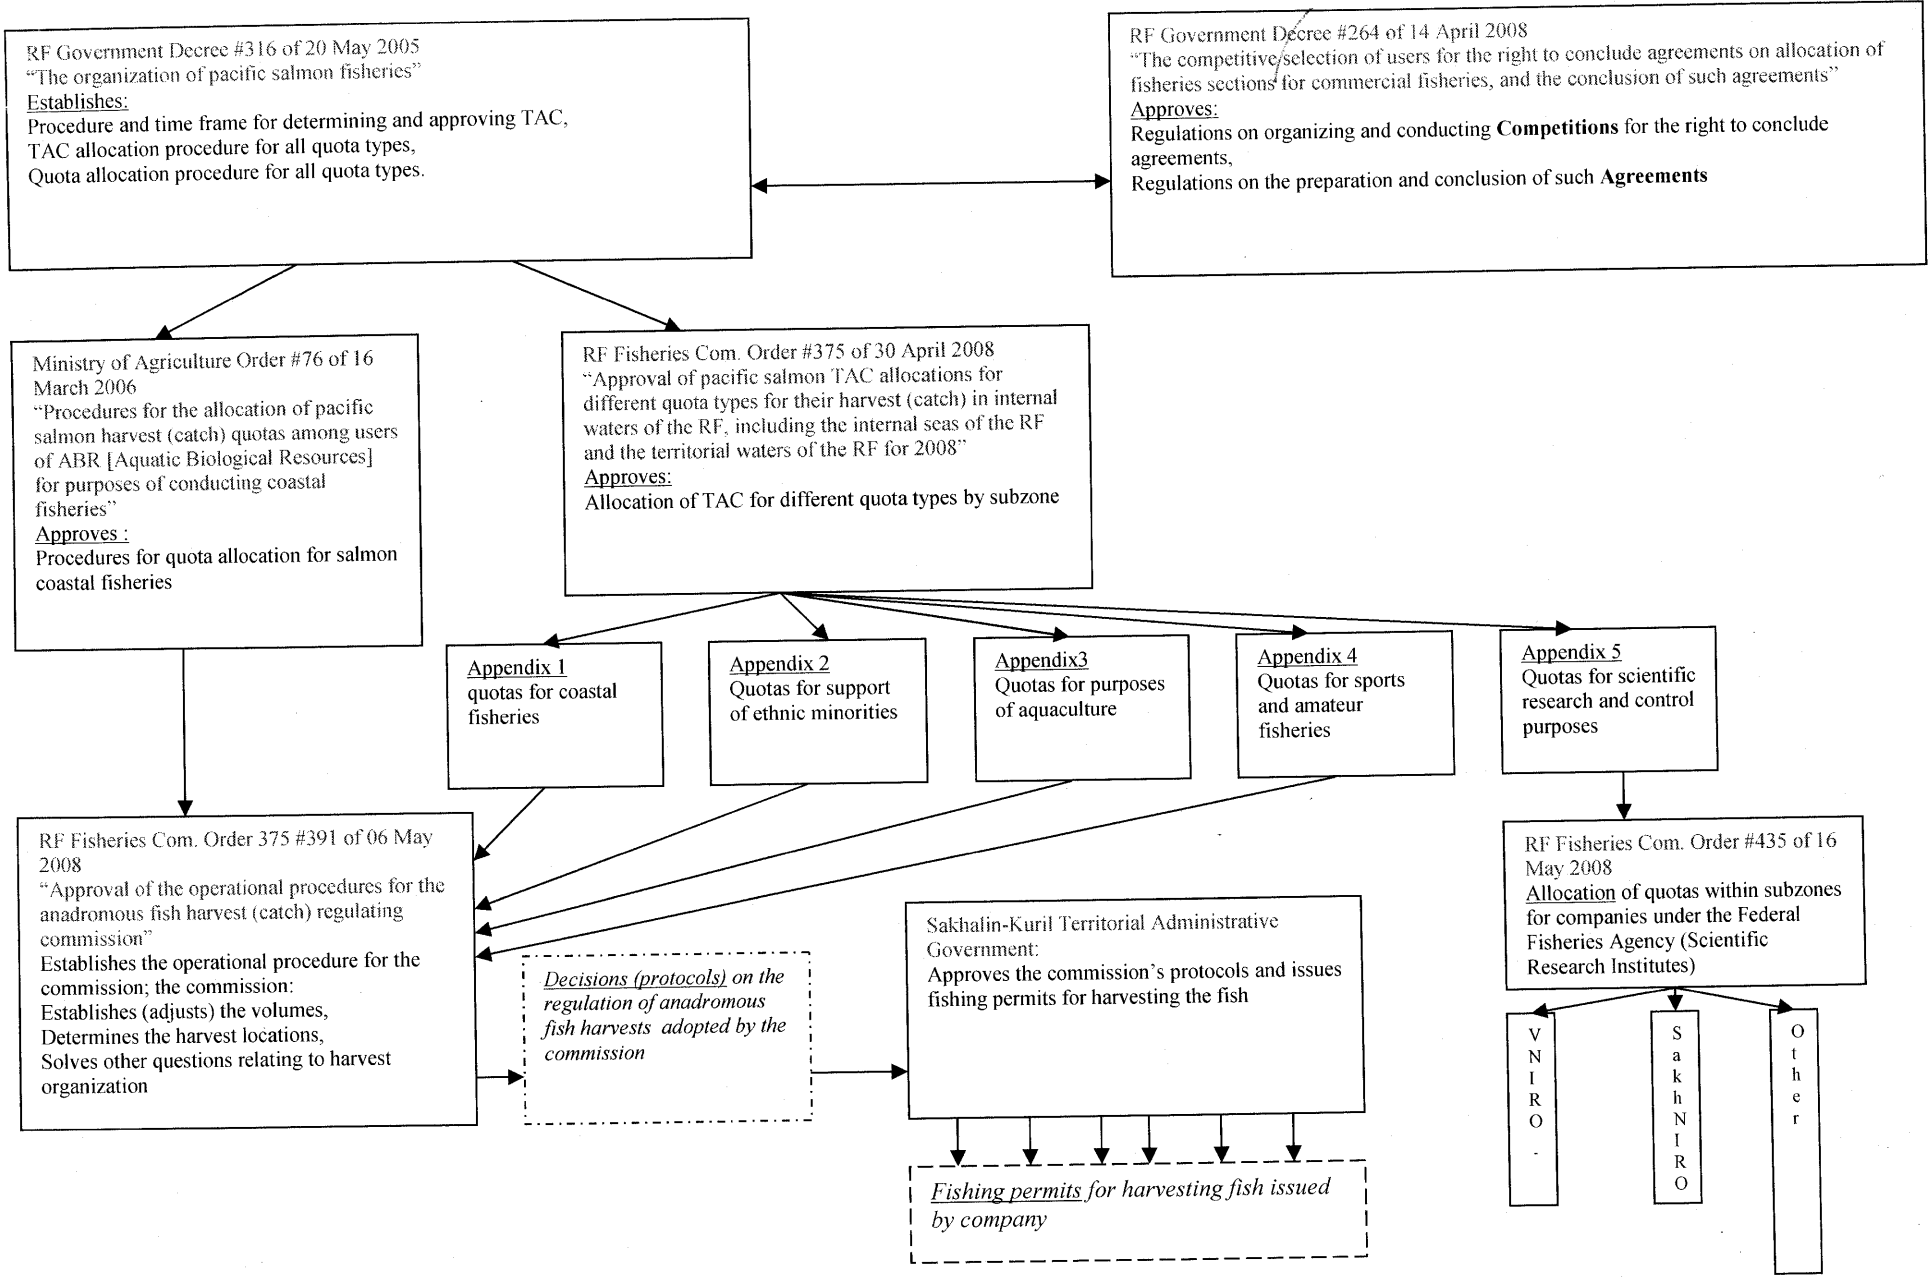 RF Government Decree #316 of 20 May 2005
“The organization of pacific salmon fisheries”
Establishes:
Procedure and time frame for determining and approving TAC,
TAC allocation procedure for all quota types,
Quota allocation procedure for all quota types.
RF Government Decree #264 of 14 April 2008
“The competitive selection of users for the right to conclude agreements on allocation of
fisheries sections for commercial fisheries, and the conclusion of such agreements”
Approves:
Regulations on organizing and conducting Competitions for the right to conclude
agreements,
Regulations on the preparation and conclusion of such Agreements
Ministry of Agriculture Order #76 of 16
March 2006
“Procedures for the allocation of pacific
salmon harvest (catch) quotas among users
of ABR [Aquatic Biological Resources]
for purposes of conducting coastal
fisheries”
Approves :
Procedures for quota allocation for salmon
coastal fisheries
RF Fisheries Com. Order #375 of 30 April 2008
“Approval of pacific salmon TAC allocations for
different quota types for their harvest (catch) in internal
waters of the RF, including the internal seas of the RF
and the territorial waters of the RF for 2008”
Approves:
Allocation of TAC for different quota types by subzone
Appendix 1
quotas for coastal
fisheries
Appendix 2
Quotas for support
of ethnic minorities
Appendix3
Quotas for purposes
of aquaculture
Appendix 4
Quotas for sports
and amateur
fisheries
Appendix 5
Quotas for scientific
research and control
purposes
RF Fisheries Com. Order 375 #391 of 06 May
2008
“Approval of the operational procedures for the
anadromous fish harvest (catch) regulating
commission”
Establishes the operational procedure for the
commission; the commission:
Establishes (adjusts) the volumes,
Determines the harvest locations,
Solves other questions relating to harvest
organization
Decisions (protocols) on the
regulation of anadromous
fish harvests adopted by the
commission
Sakhalin-Kuril Territorial Administrative
Government:
Approves the commission’s protocols and issues
fishing permits for harvesting the fish
Fishing permits for harvesting fish issued
by company
RF Fisheries Com. Order #435 of 16
May 2008
Allocation of quotas within subzones
for companies under the Federal
Fisheries Agency (Scientific
Research Institutes)
VNIRO
SakhNIRO
Other